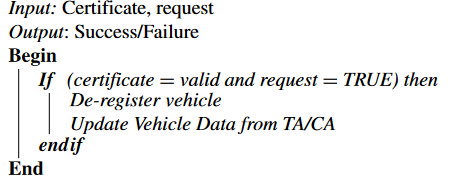 Input: Certificate, request
Output: Success/Failure
Begin
If (certificate = valid and request = TRUE) then
De-register vehicle
Update Vehicle Data from TA/CA
endif
End